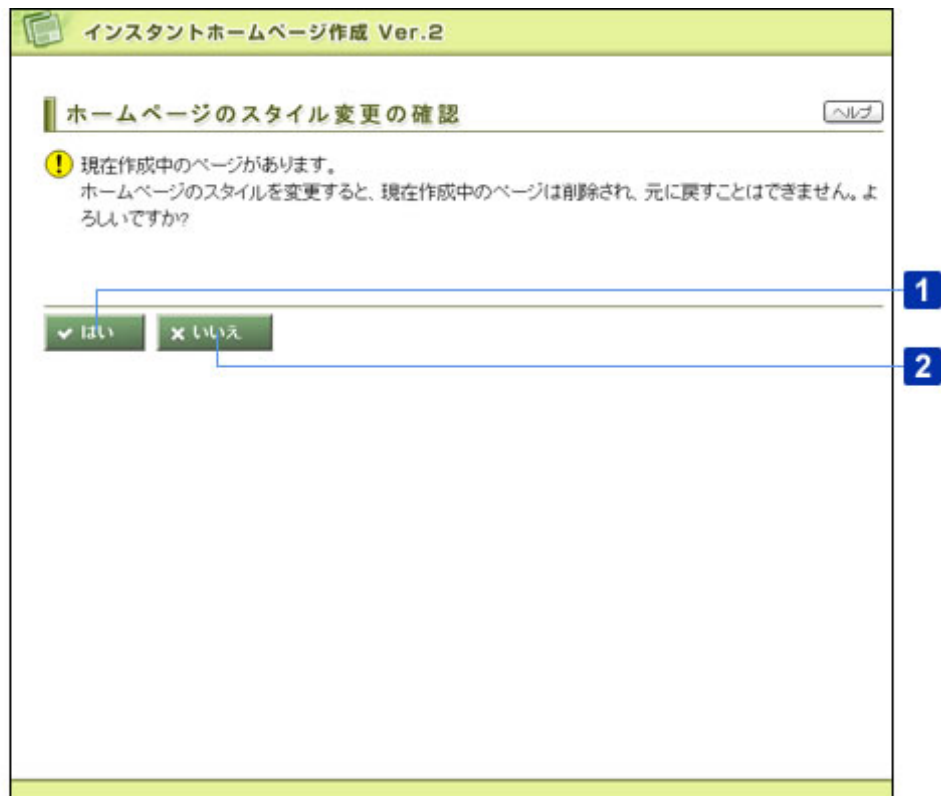 インスタントホームページ作成 Ver.2
ホームページのスタイル変更の確認
ヘルプ
現在作成中のページがあります。
ホームページのスタイルを変更すると、現在作成中のページは削除され、元に戻すことはできません。よ
ろしいですか?
1
はい
いいえ
2